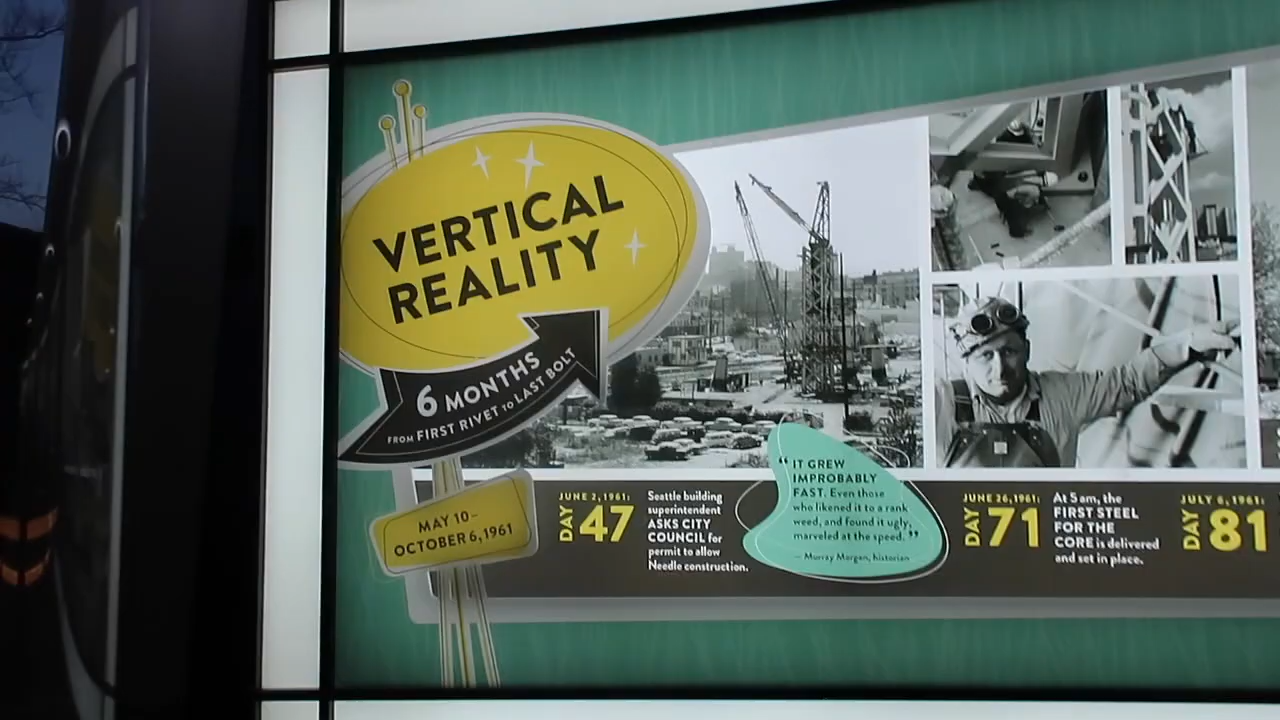 VERTICAL
REALITY
6 MONTHS
FROM FIRST RIVET TO LAST BOLT
MAY 10–
OCTOBER 6, 1961
JUNE 2, 1961:
DAY 47
Seattle building
superintendent
ASKS CITY
COUNCIL for
permit to allow
Needle construction.
“IT GREW
IMPROBABLY
FAST. Even those
who likened it to a rank
weed, and found it ugly,
marveled at the speed.”
— Murray Morgan, historian
JUNE 26, 1961:
DAY 71
At 5 am, the
FIRST STEEL
FOR THE
CORE is delivered
and set in place.
JULY 6, 1961:
DAY 81